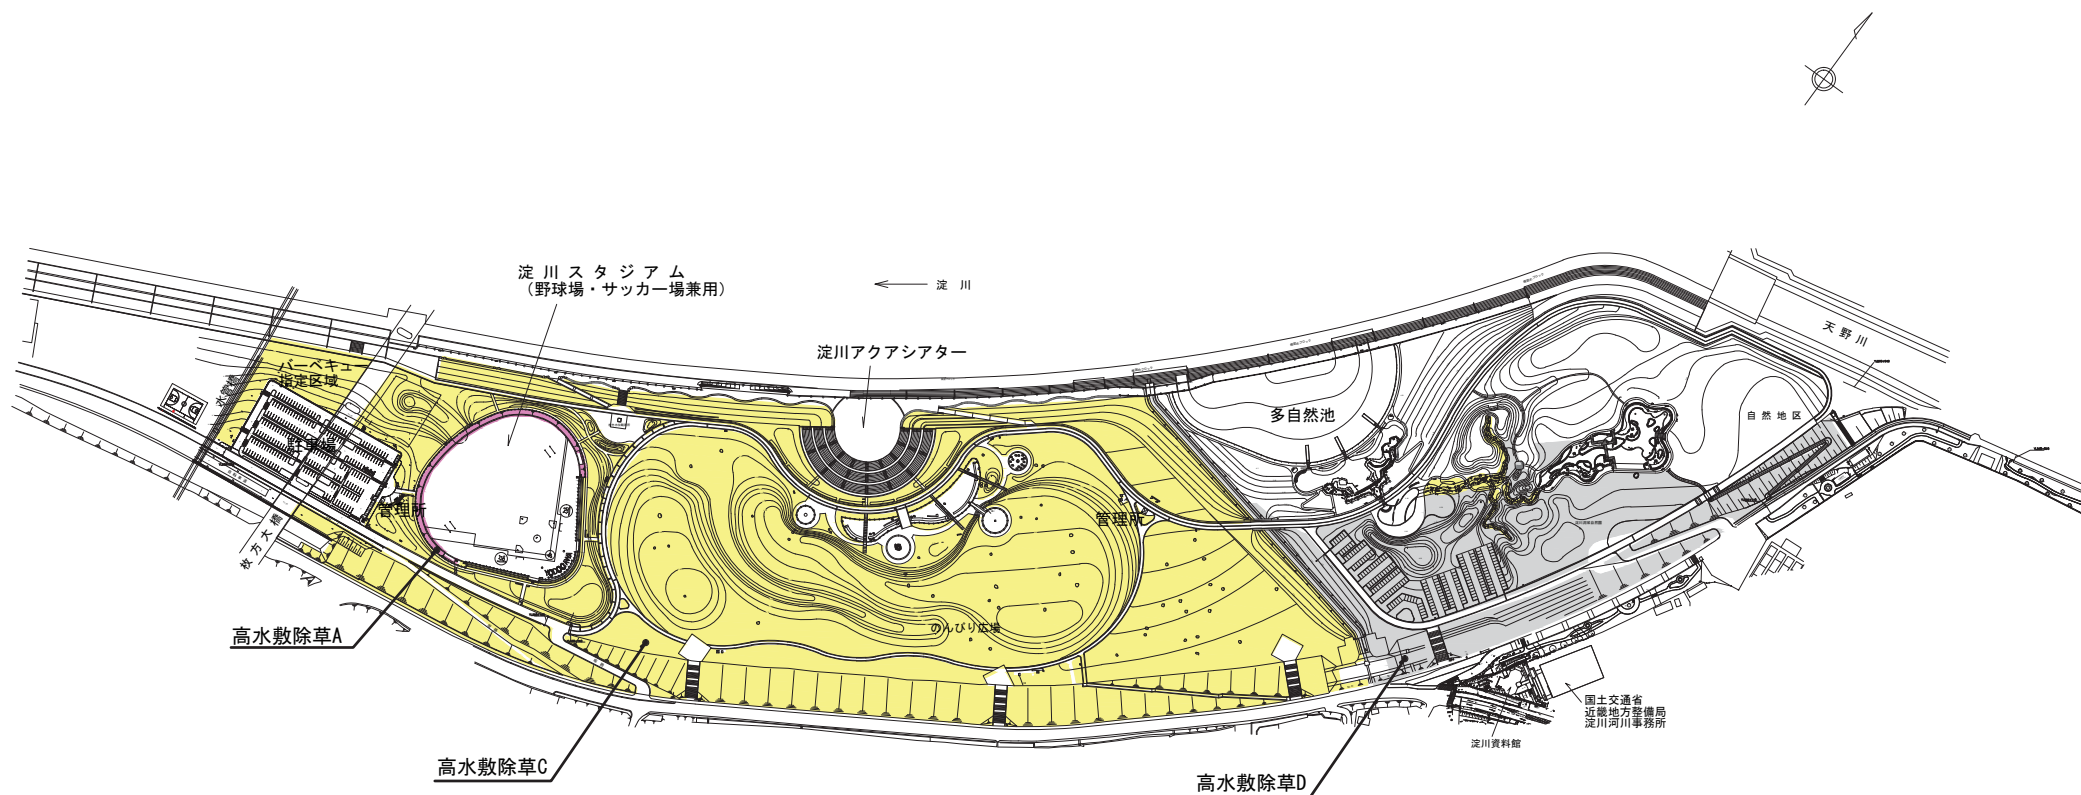 淀川スタジアム
（野球場・サッカー場兼用）
淀 川
淀川アクアシアター
天野川
バーベキュー
指定区域
水管橋
駐車場
多自然池
自然地区
管理所
管理所
枚方大橋
のんびり広場
高水敷除草A
高水敷除草C
高水敷除草D
国土交通省
近畿地方整備局
淀川河川事務所
淀川資料館